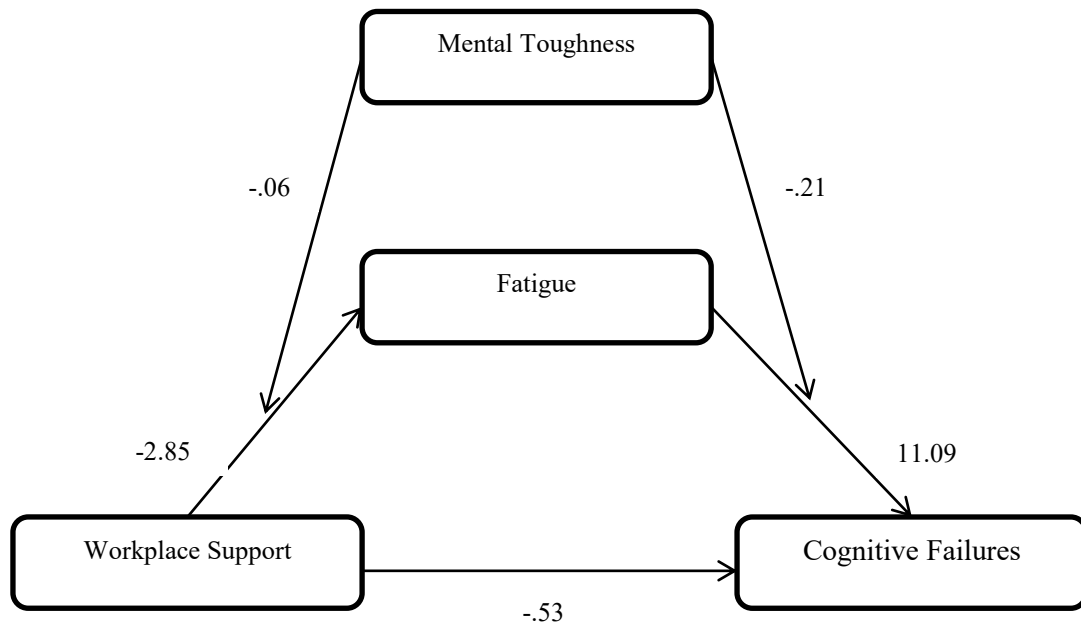 Mental Toughness
-.06
-.21
Fatigue
-2.85
11.09
Workplace Support
Cognitive Failures
-.53